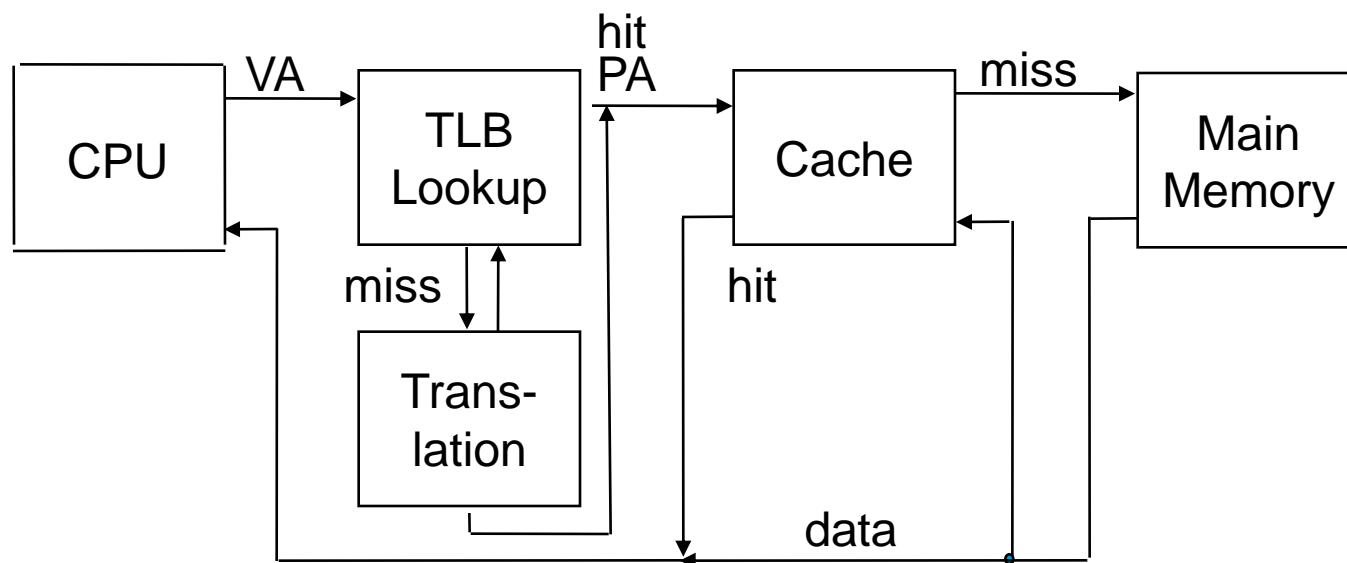 CPU
VA
TLB
Lookup
hit
PA
Cache
miss
Main
Memory
miss
hit
Trans-
lation
data